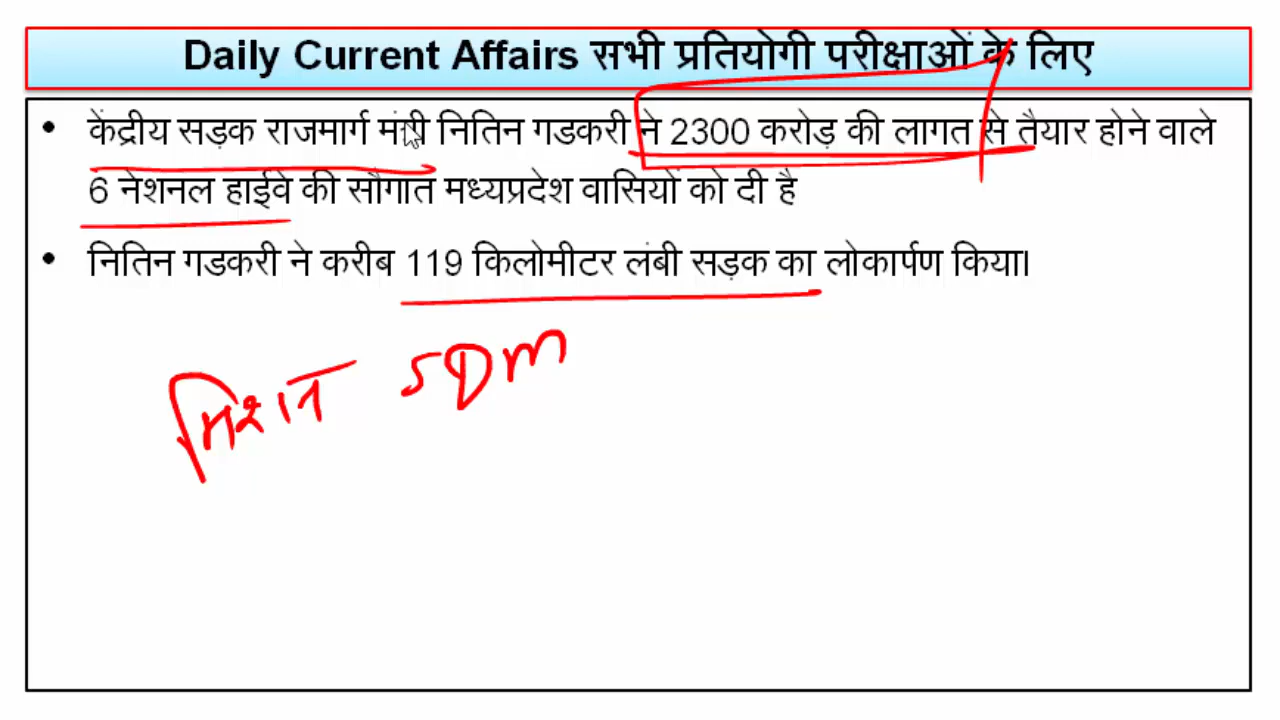 Daily Current Affairs सभी प्रतियोगी परीक्षाओं के लिए
• केंद्रीय सड़क राजमार्ग मंत्री नितिन गडकरी ने 2300 करोड़ की लागत से तैयार होने वाले
6 नेशनल हाईवे की सौगात मध्यप्रदेश वासियों को दी है
• नितिन गडकरी ने करीब 119 किलोमीटर लंबी सड़क का लोकार्पण किया।
मिशन SDM